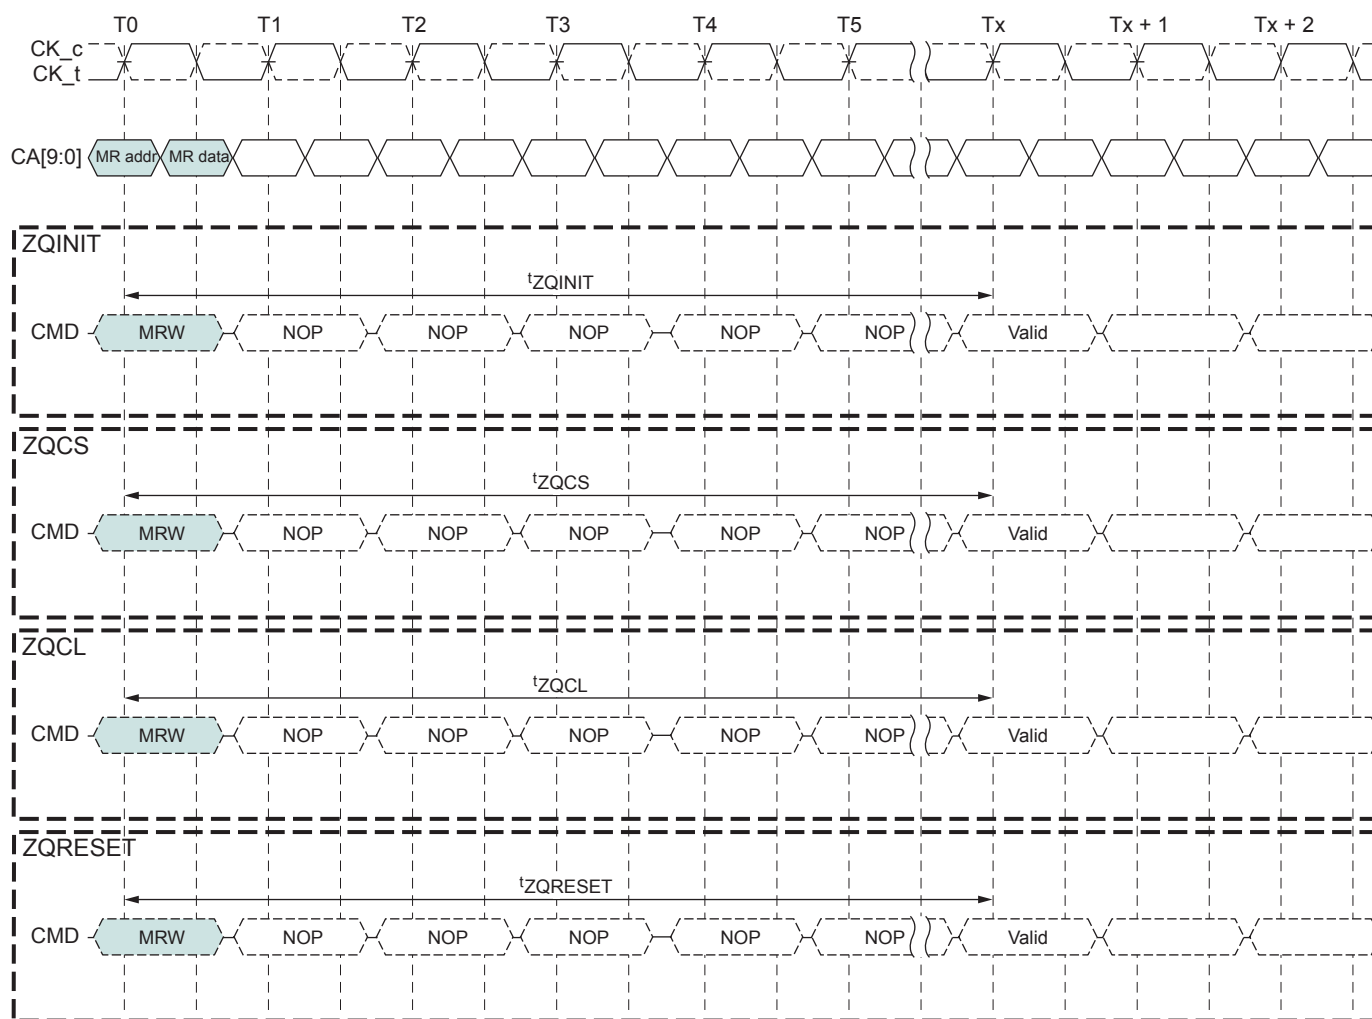 T0 T1 T2 T3 T4 T5 Tx Tx + 1 Tx + 2
CK_c
CK_t
CA[9:0] MR addr MR data
ZQINIT
tZQINIT
CMD MRW NOP NOP NOP NOP NOP Valid
ZQCS
tZQCS
CMD MRW NOP NOP NOP NOP NOP Valid
ZQCL
tZQCL
CMD MRW NOP NOP NOP NOP NOP Valid
ZQRESET
tZQRESET
CMD MRW NOP NOP NOP NOP NOP Valid